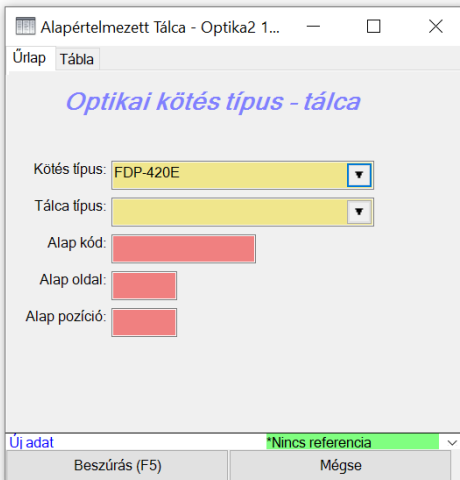 Alapértelmezett Tálca - Optika2 1...
Űrlap Tábla
Optikai kötés típus - tálca
Kötés típus: FDP-420E
Tálca típus:
Alap kód:
Alap oldal:
Alap pozíció:
Új adat *Nincs referencia
Beszúrás (F5) Mégse